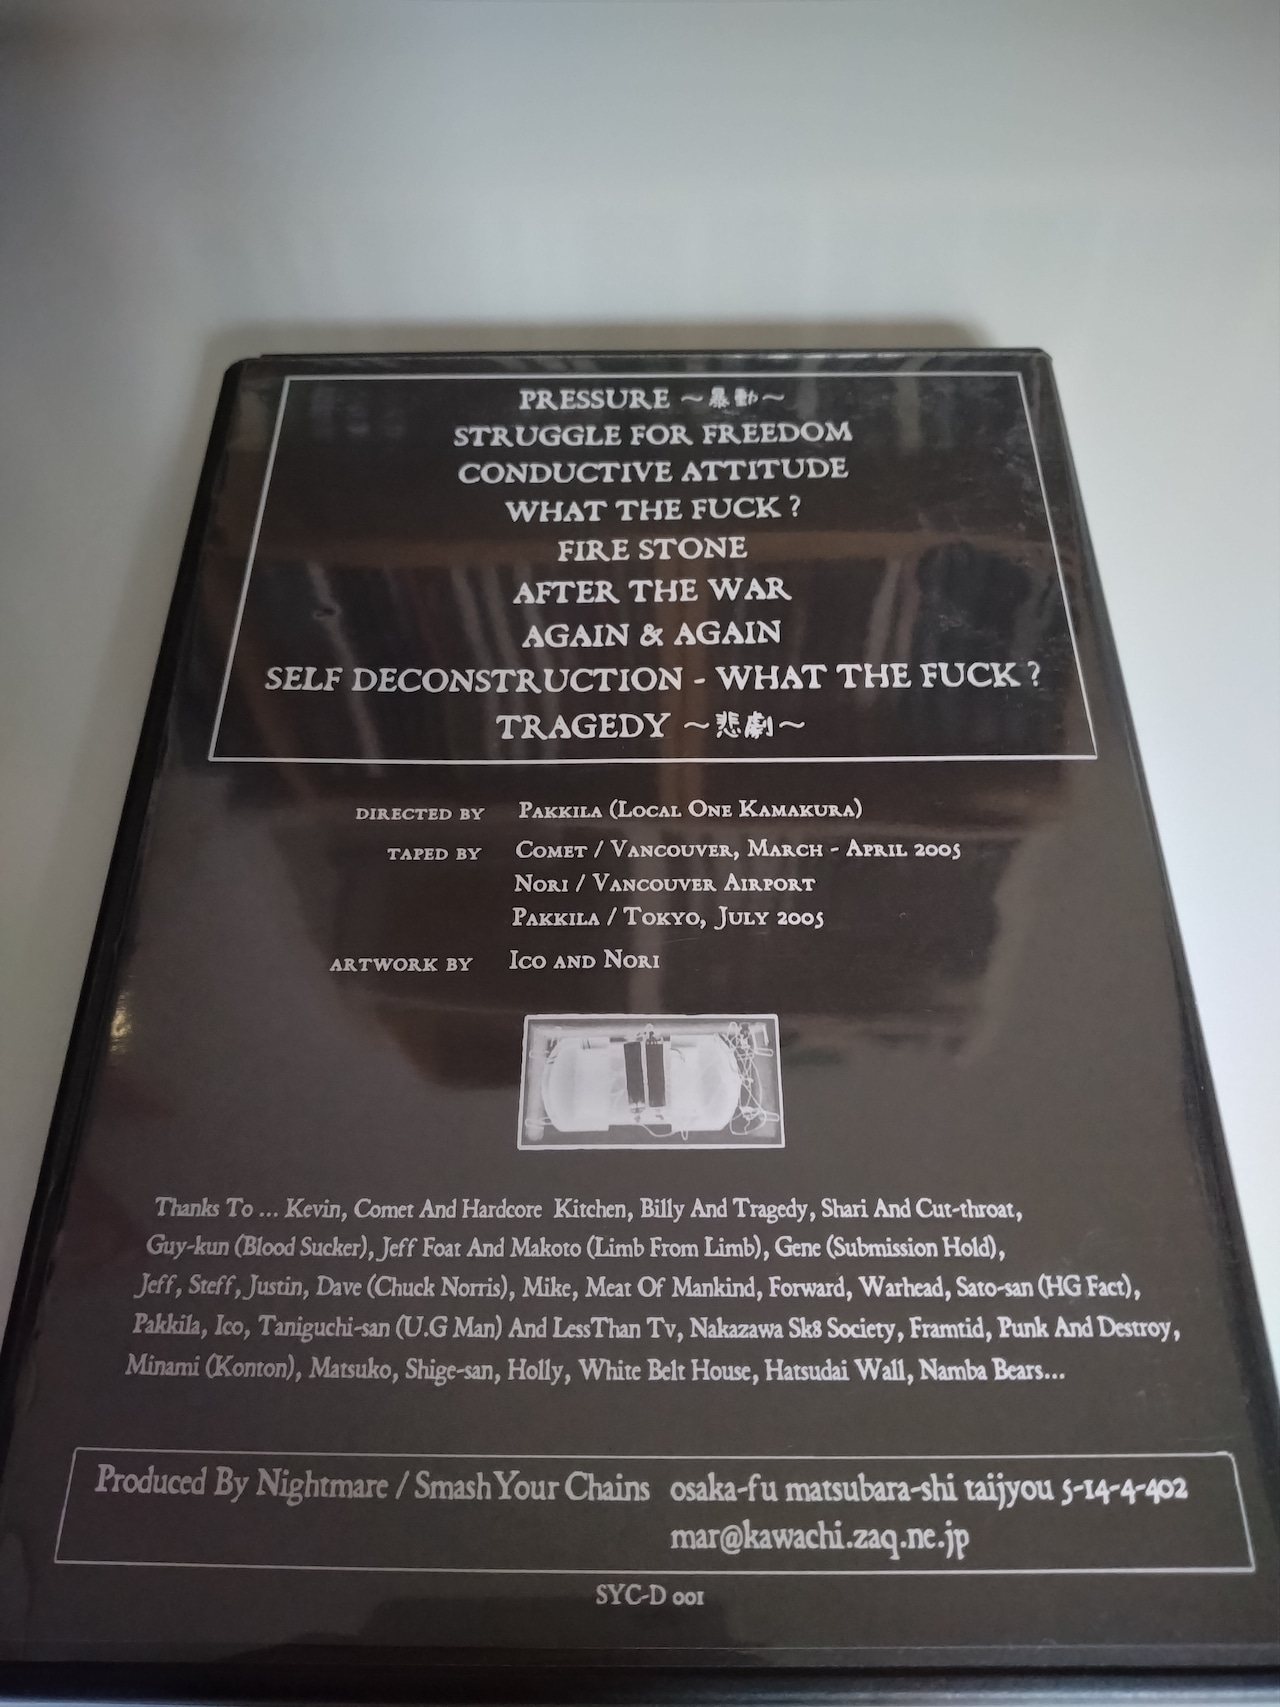 PRESSURE ～暴動～
STRUGGLE FOR FREEDOM
CONDUCTIVE ATTITUDE
WHAT THE FUCK ?
FIRE STONE
AFTER THE WAR
AGAIN & AGAIN
SELF DECONSTRUCTION - WHAT THE FUCK ?
TRAGEDY ～悲劇～
DIRECTED BY PAKKILA (LOCAL ONE KAMAKURA)
TAPED BY COMET / VANCOUVER, MARCH - APRIL 2005
NORI / VANCOUVER AIRPORT
PAKKILA / TOKYO, JULY 2005
ARTWORK BY ICO AND NORI
Thanks To ... Kevin, Comet And Hardcore Kitchen, Billy And Tragedy, Shari And Cut-throat,
Guy-kun (Blood Sucker), Jeff Foat And Makoto (Limb From Limb), Gene (Submission Hold),
Jeff, Steff, Justin, Dave (Chuck Norris), Mike, Meat Of Mankind, Forward, Warhead, Sato-san (HG Fact),
Pakkila, Ico, Taniguchi-san (U.G Man) And LessThan Tv, Nakazawa Sk8 Society, Framtid, Punk And Destroy,
Minami (Konton), Matsuko, Shige-san, Holly, White Belt House, Hatsudai Wall, Namba Bears...
Produced By Nightmare / Smash Your Chains osaka-fu matsubara-shi taijyou 5-14-4-402
mar@kawachi.zaq.ne.jp
SYC-D 001